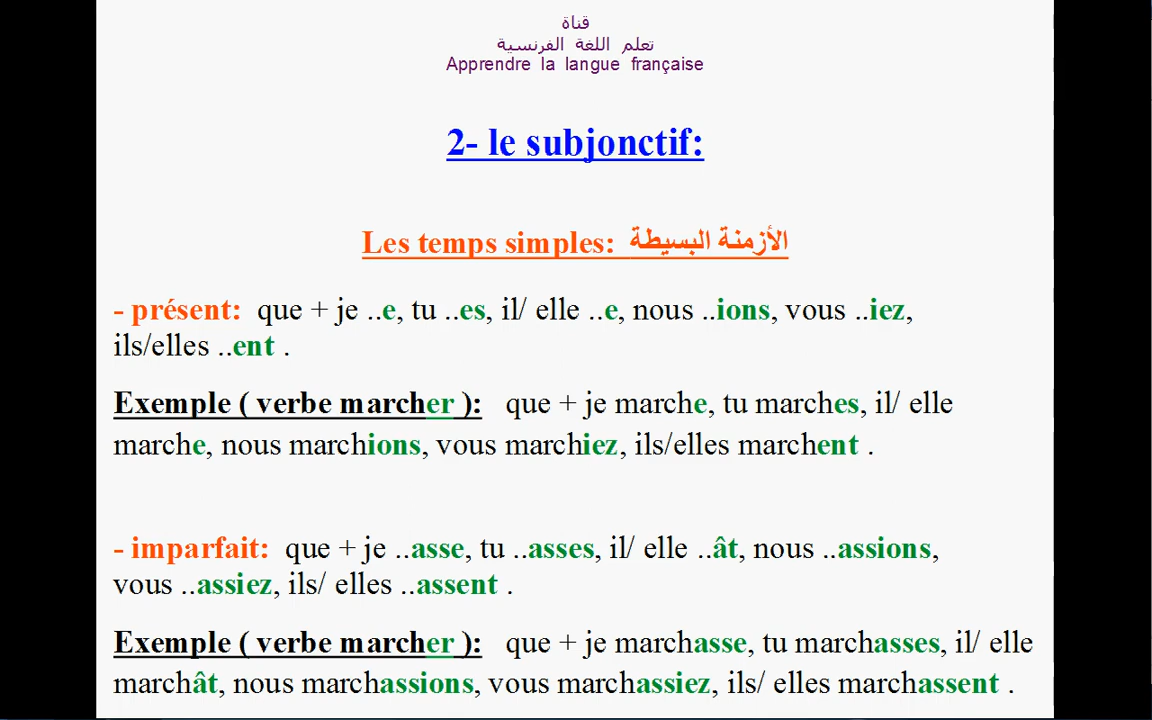 قناة
تعلم اللغة الفرنسية
Apprendre la langue française
2- le subjonctif:
Les temps simples: الأزمنة البسيطة
- présent: que + je ..e, tu ..es, il/ elle ..e, nous ..ions, vous ..iez,
ils/elles ..ent .
Exemple ( verbe marcher ): que + je marche, tu marches, il/ elle
marche, nous marchions, vous marchiez, ils/elles marchent .
- imparfait: que + je ..asse, tu ..asses, il/ elle ..ât, nous ..assions,
vous ..assiez, ils/ elles ..assent .
Exemple ( verbe marcher ): que + je marchasse, tu marchasses, il/ elle
marchât, nous marchassions, vous marchassiez, ils/ elles marchassent .